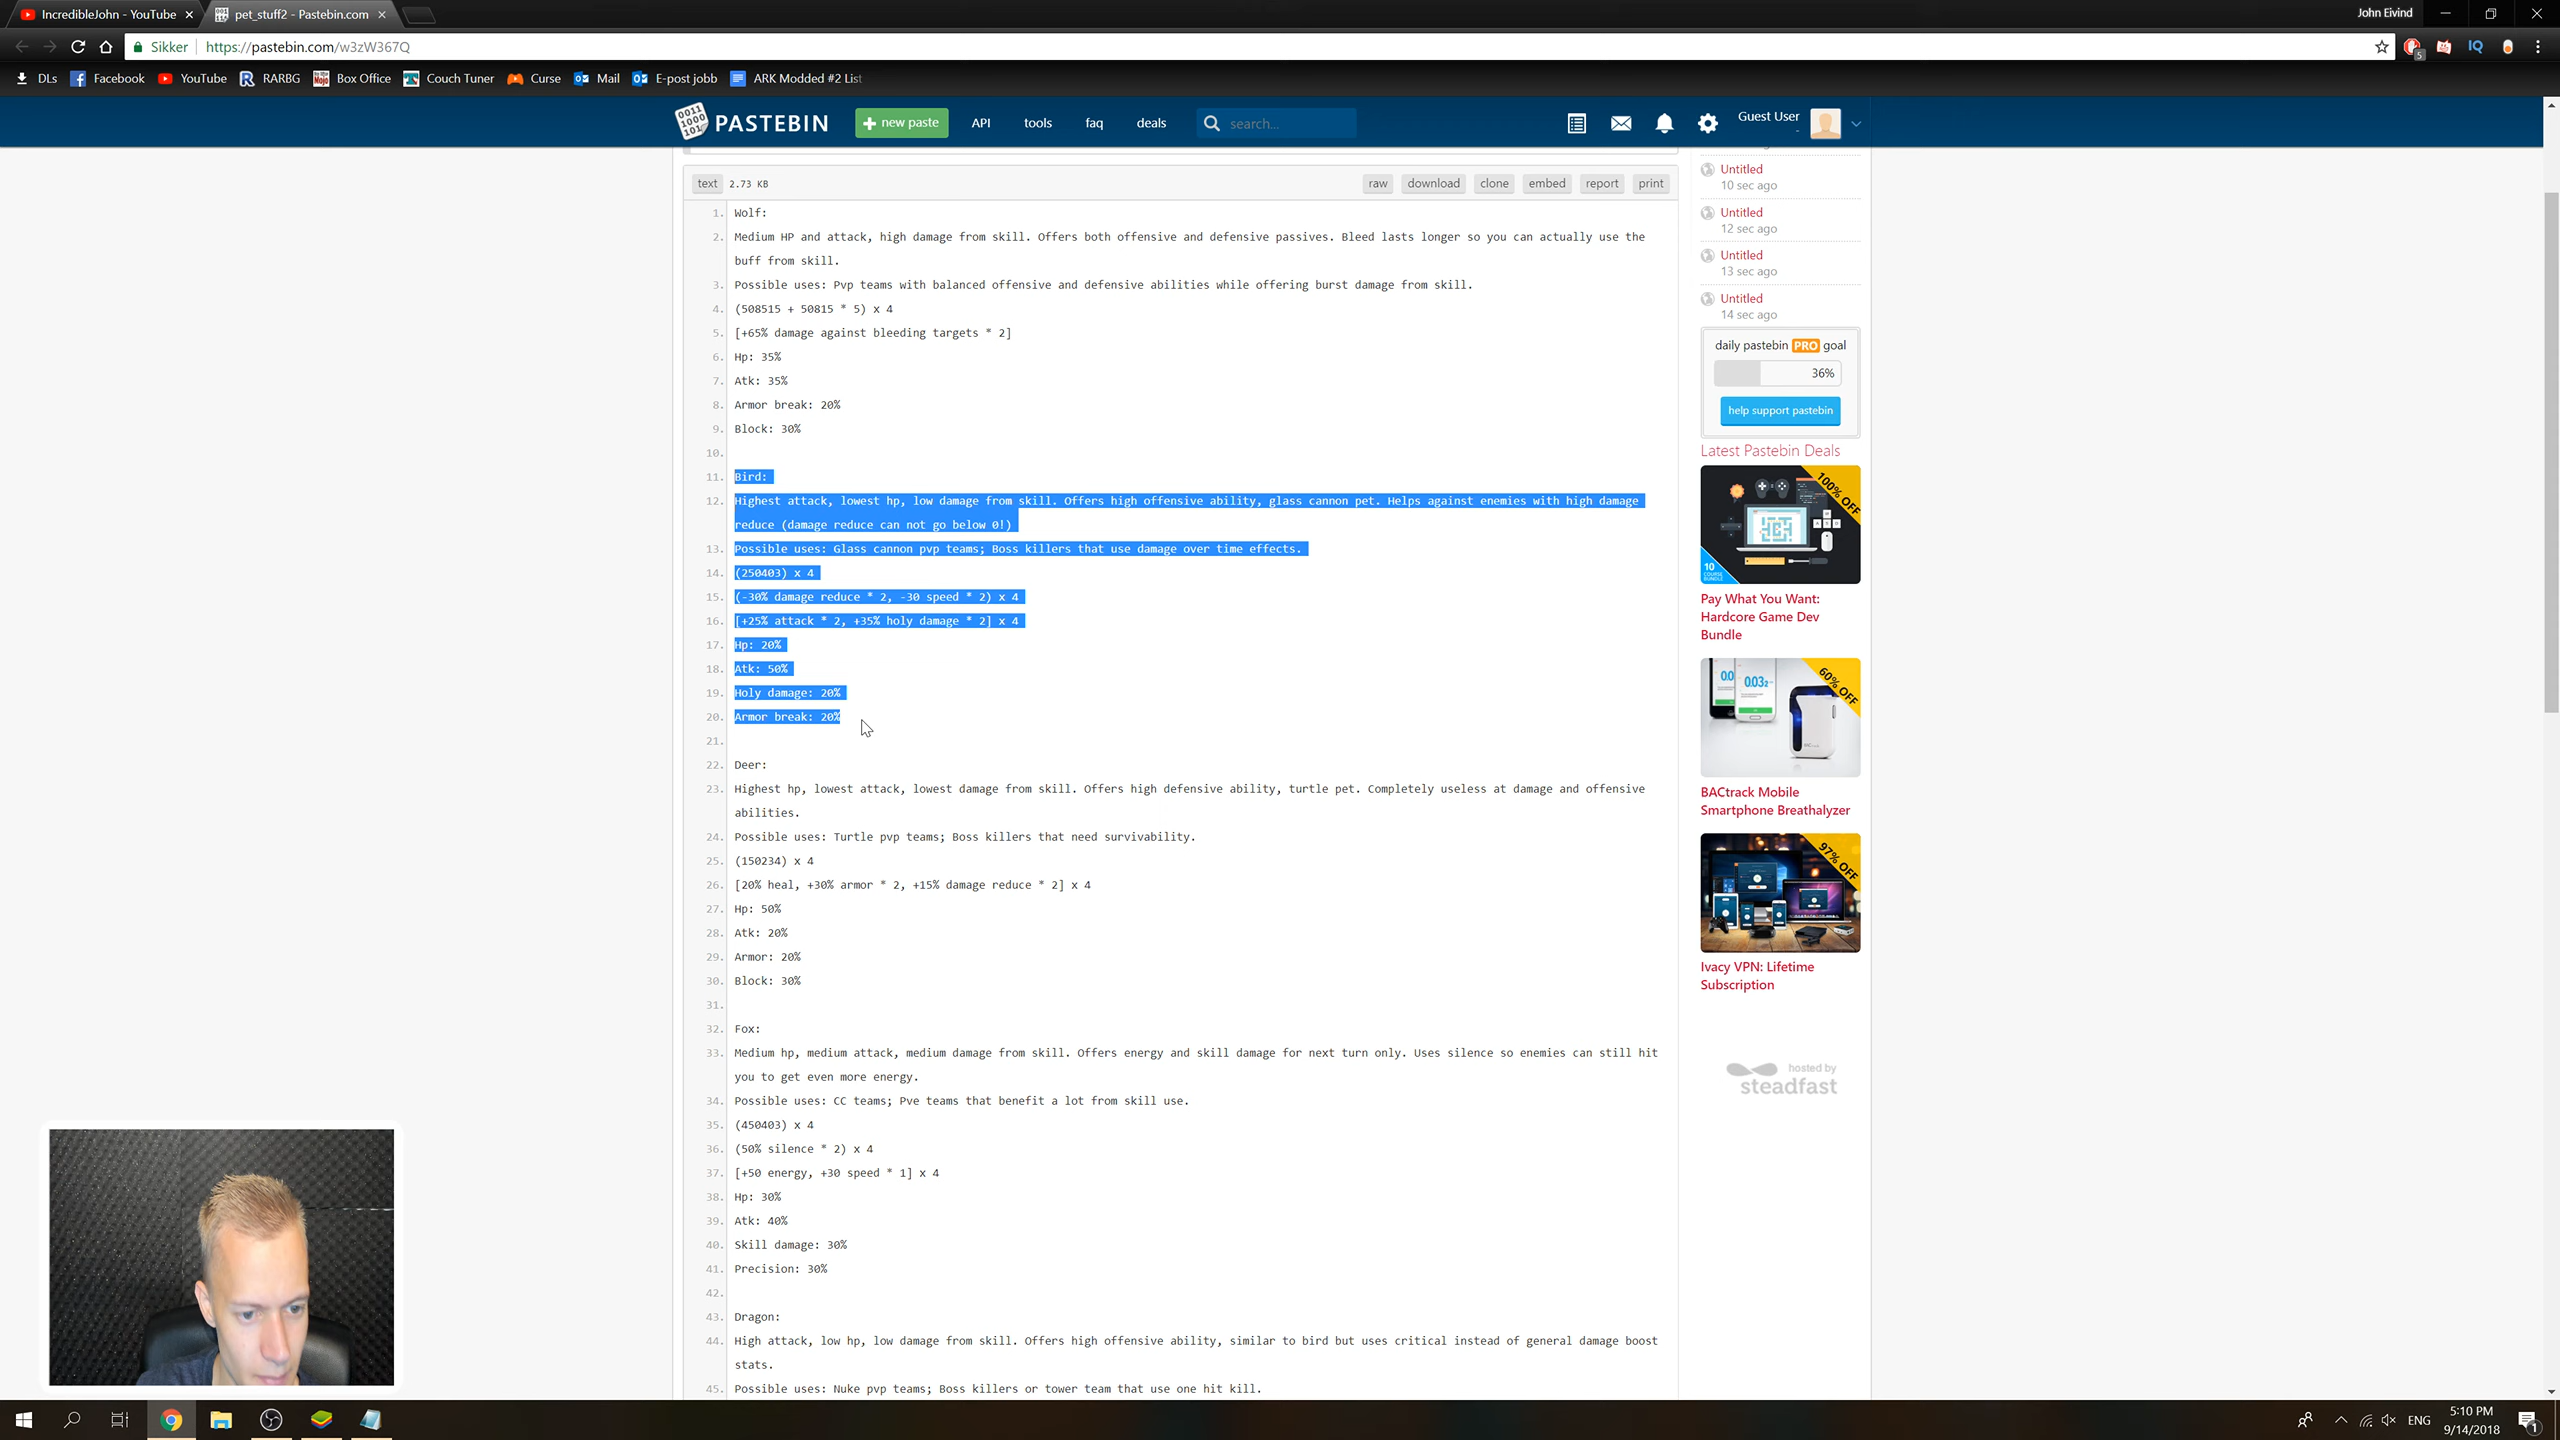 IncredibleJohn - YouTube
pet_stuff2 - Pastebin.com
John Eivind
Sikker
https://pastebin.com/w3zW367Q
5
IQ
DLs
Facebook
YouTube
RARBG
Box Office
Couch Tuner
Curse
Mail
E-post jobb
ARK Modded #2 List
PASTEBIN
+ new paste
API
tools
faq
deals
search...
Guest User
-
text
2.73 KB
raw
download
clone
embed
report
print
1. Wolf:
2. Medium HP and attack, high damage from skill. Offers both offensive and defensive passives. Bleed lasts longer so you can actually use the
buff from skill.
3. Possible uses: Pvp teams with balanced offensive and defensive abilities while offering burst damage from skill.
4. (508515 + 50815 * 5) x 4
5. [+65% damage against bleeding targets * 2]
6. Hp: 35%
7. Atk: 35%
8. Armor break: 20%
9. Block: 30%
10.
11. Bird:
12. Highest attack, lowest hp, low damage from skill. Offers high offensive ability, glass cannon pet. Helps against enemies with high damage
reduce (damage reduce can not go below 0!)
13. Possible uses: Glass cannon pvp teams; Boss killers that use damage over time effects.
14. (250403) x 4
15. (-30% damage reduce * 2, -30 speed * 2) x 4
16. [+25% attack * 2, +35% holy damage * 2] x 4
17. Hp: 20%
18. Atk: 50%
19. Holy damage: 20%
20. Armor break: 20%
21.
22. Deer:
23. Highest hp, lowest attack, lowest damage from skill. Offers high defensive ability, turtle pet. Completely useless at damage and offensive
abilities.
24. Possible uses: Turtle pvp teams; Boss killers that need survivability.
25. (150234) x 4
26. [20% heal, +30% armor * 2, +15% damage reduce * 2] x 4
27. Hp: 50%
28. Atk: 20%
29. Armor: 20%
30. Block: 30%
31.
32. Fox:
33. Medium hp, medium attack, medium damage from skill. Offers energy and skill damage for next turn only. Uses silence so enemies can still hit
you to get even more energy.
34. Possible uses: CC teams; Pve teams that benefit a lot from skill use.
35. (450403) x 4
36. (50% silence * 2) x 4
37. [+50 energy, +30 speed * 1] x 4
38. Hp: 30%
39. Atk: 40%
40. Skill damage: 30%
41. Precision: 30%
42.
43. Dragon:
44. High attack, low hp, low damage from skill. Offers high offensive ability, similar to bird but uses critical instead of general damage boost
stats.
45. Possible uses: Nuke pvp teams; Boss killers or tower team that use one hit kill.
Untitled
10 sec ago
Untitled
12 sec ago
Untitled
13 sec ago
Untitled
14 sec ago
daily pastebin PRO goal
36%
help support pastebin
Latest Pastebin Deals
100% OFF
10
COURSE
BUNDLE
Pay What You Want:
Hardcore Game Dev
Bundle
60% OFF
BACtrack Mobile
Smartphone Breathalyzer
97% OFF
Ivacy VPN: Lifetime
Subscription
hosted by
steadfast
ENG
5:10 PM
9/14/2018
1